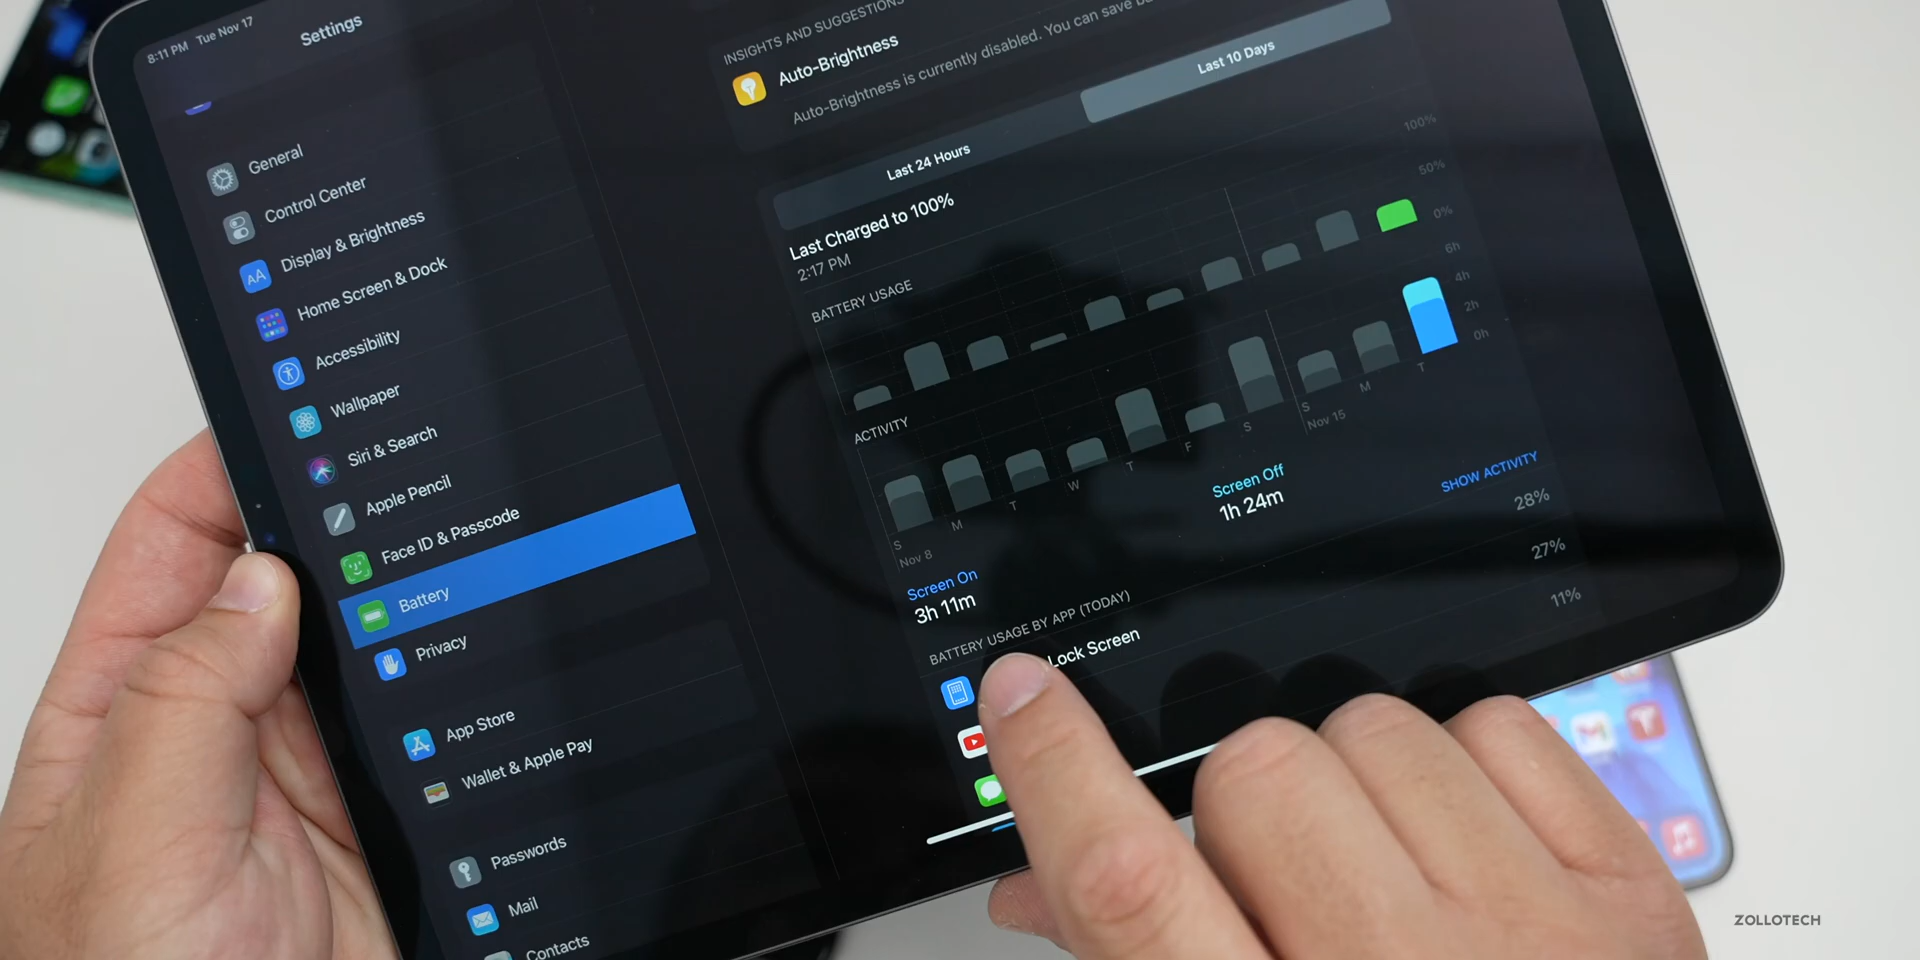 8:11 PM Tue Nov 17
Settings
General
Control Center
Display & Brightness
Home Screen & Dock
Accessibility
Wallpaper
Siri & Search
Apple Pencil
Face ID & Passcode
Battery
Privacy
App Store
Wallet & Apple Pay
Passwords
Mail
Contacts
INSIGHTS AND SUGGESTIONS
Auto-Brightness
Auto-Brightness is currently disabled. You can save
Last 24 Hours
Last 10 Days
Last Charged to 100%
2:17 PM
BATTERY USAGE
100%
50%
0%
ACTIVITY
6h
4h
2h
0h
S M T W T F S S M T
Nov 8
Nov 15
Screen On
3h 11m
Screen Off
1h 24m
SHOW ACTIVITY
BATTERY USAGE BY APP (TODAY)
Lock Screen
28%
27%
11%
ZOLLOTECH